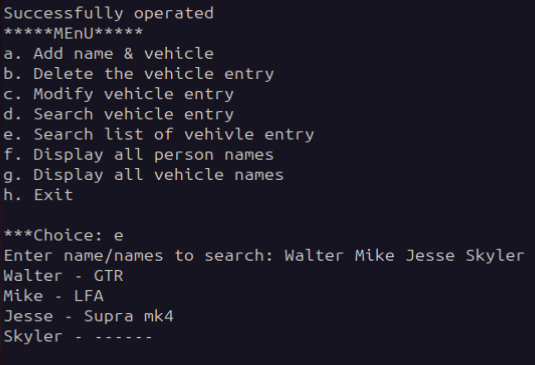 Successfully operated
*****MEnU*****
a. Add name & vehicle
b. Delete the vehicle entry
c. Modify vehicle entry
d. Search vehicle entry
e. Search list of vehivle entry
f. Display all person names
g. Display all vehicle names
h. Exit
***Choice: e
Enter name/names to search: Walter Mike Jesse Skyler
Walter - GTR
Mike - LFA
Jesse - Supra mk4
Skyler - ------